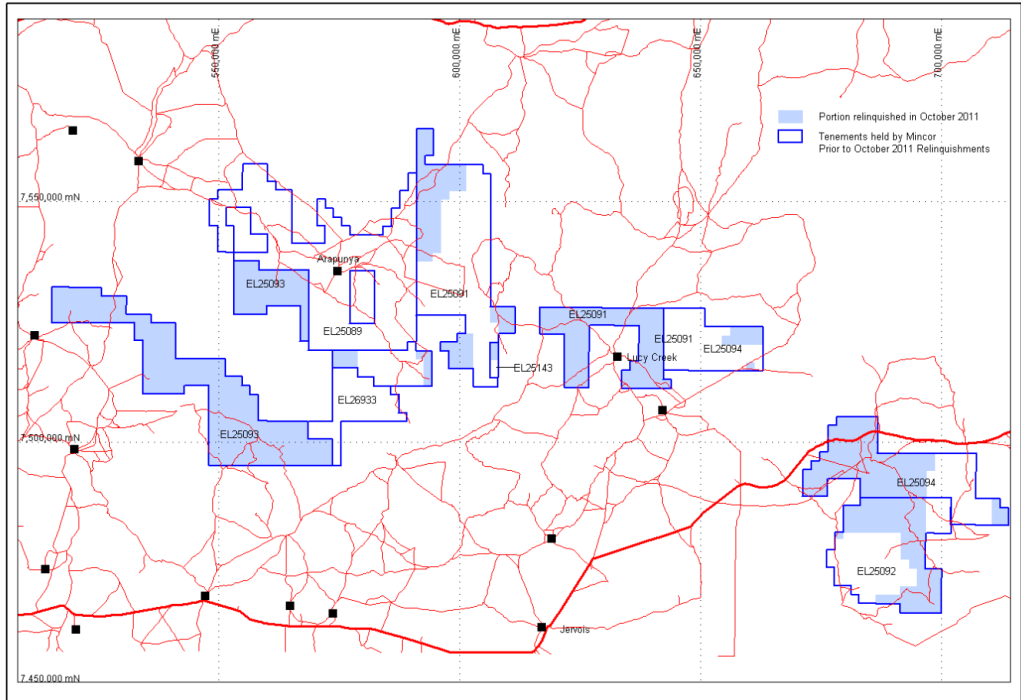 550,000 mE
600,000 mE
650,000 mE
700,000 mE
Portion relinquished in October 2011
Tenements held by Mincor
Prior to October 2011 Relinquishments
7,550,000 mN
Arapunya
EL25093
EL25091
EL25091
EL25089
EL25091
EL25094
Lucy Creek
EL25143
EL26933
EL25093
7,500,000 mN
EL25094
EL25092
Jervois
7,450,000 mN